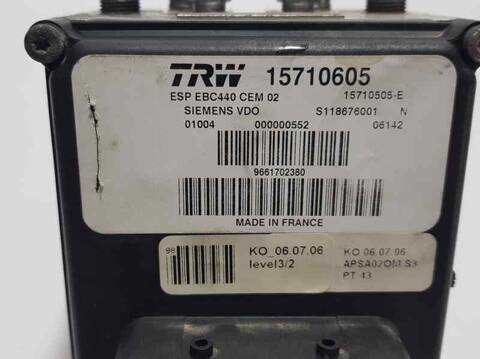 TRW 15710605
ESP EBC440 CEM 02 15710505-E
SIEMENS VDO S118676001 N
01004 000000552 06142
9661702380
MADE IN FRANCE
KO_06.07.06
level3/2
KO 06.07.06
APSA02OM S3
PT 43